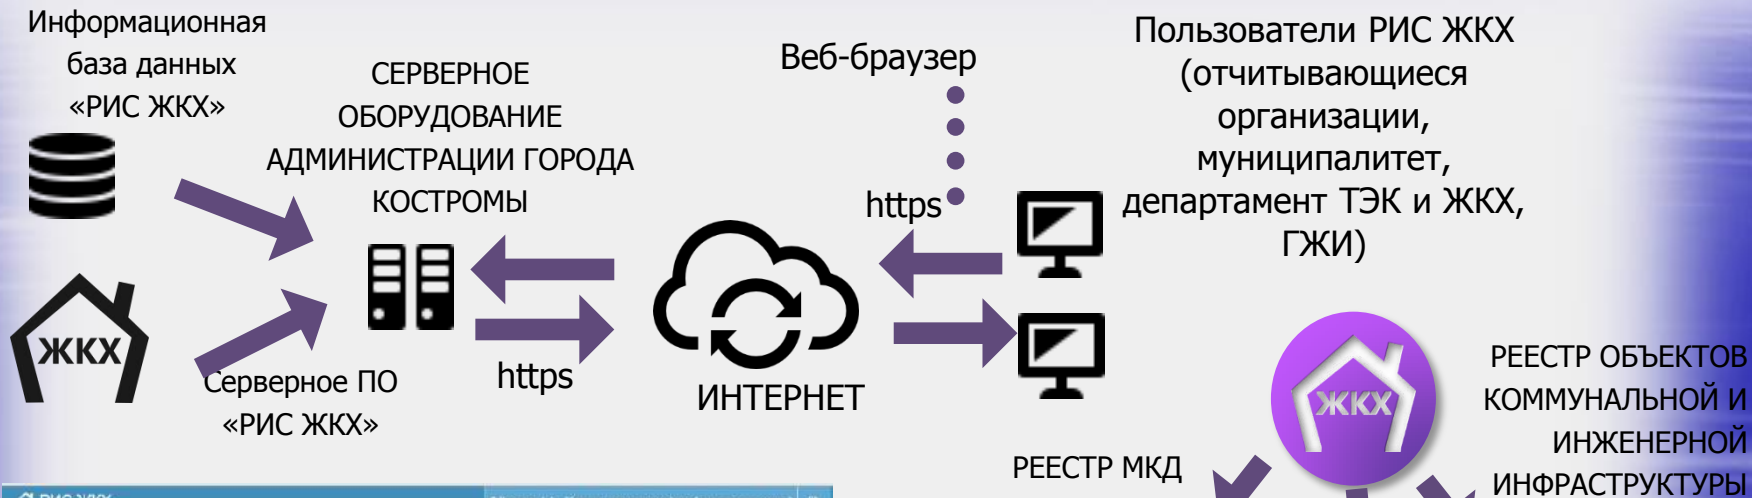 Информационная
база данных
«РИС ЖКХ»
СЕРВЕРНОЕ
ОБОРУДОВАНИЕ
АДМИНИСТРАЦИИ ГОРОДА
КОСТРОМЫ
Веб-браузер
https
Пользователи РИС ЖКХ
(отчитывающиеся
организации,
муниципалитет,
департамент ТЭК и ЖКХ,
ГЖИ)
ЖКХ
Серверное ПО
«РИС ЖКХ»
https
ИНТЕРНЕТ
ЖКХ
РЕЕСТР МКД
РЕЕСТР ОБЪЕКТОВ
КОММУНАЛЬНОЙ И
ИНЖЕНЕРНОЙ
ИНФРАСТРУКТУРЫ
РИС ЖКХ